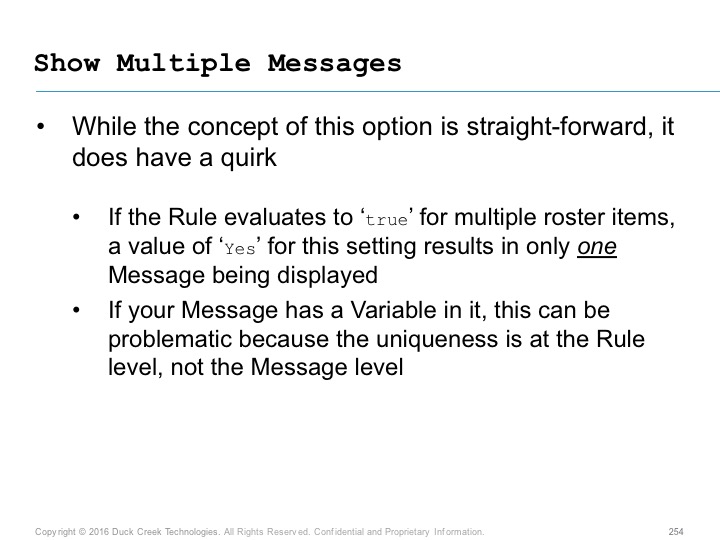 Show Multiple Messages
• While the concept of this option is straight-forward, it
does have a quirk
• If the Rule evaluates to ‘true’ for multiple roster items,
a value of ‘Yes’ for this setting results in only one
Message being displayed
• If your Message has a Variable in it, this can be
problematic because the uniqueness is at the Rule
level, not the Message level
Copyright © 2016 Duck Creek Technologies. All Rights Reserved. Confidential and Proprietary Information. 254